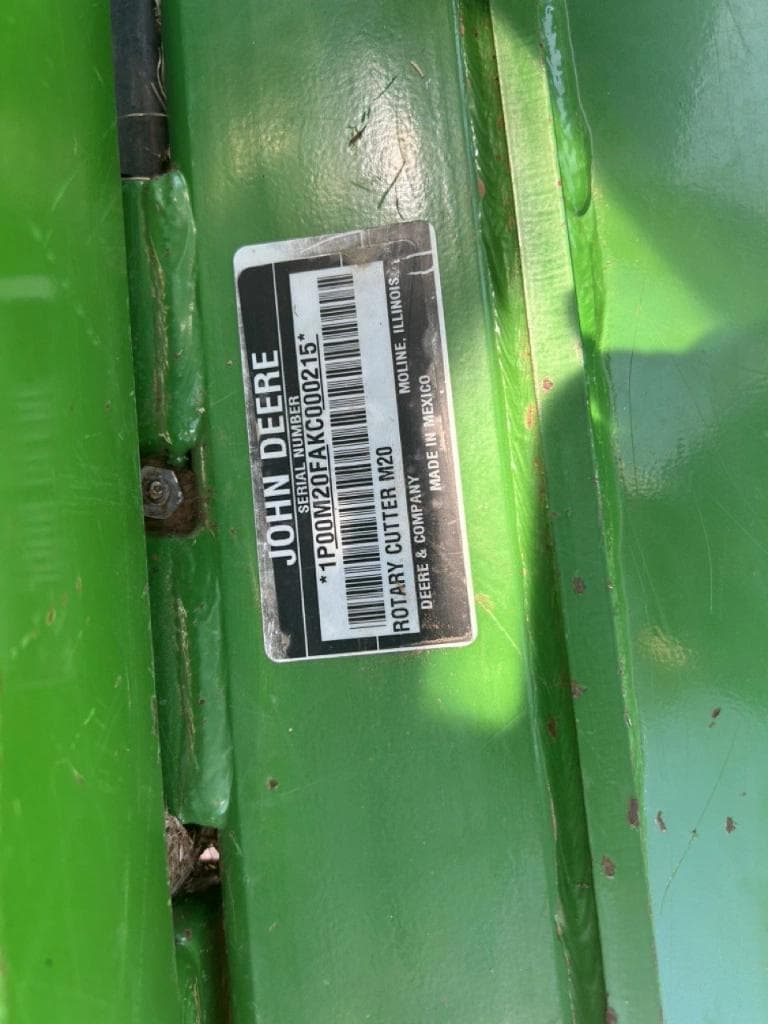 JOHN DEERE
SERIAL NUMBER
*1P00M20FAKC000215*
ROTARY CUTTER M20
DEERE & COMPANY MOLINE, ILLINOIS
MADE IN MEXICO